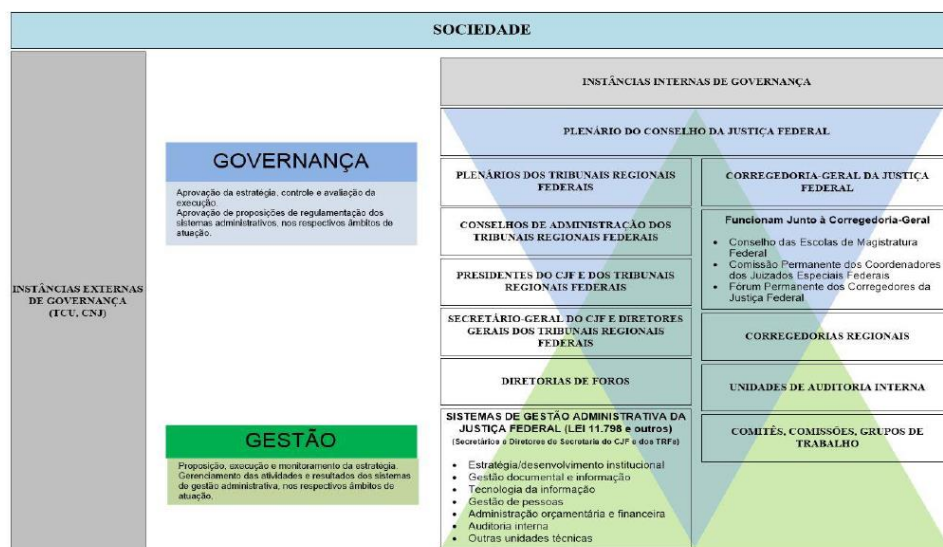 SOCIEDADE
INSTÂNCIAS EXTERNAS
DE GOVERNANÇA
(TCU, CNJ)
GOVERNANÇA
Aprovação da estratégia, controle e avaliação da
execução.
Aprovação de proposições de regulamentação dos
sistemas administrativos, nos respectivos âmbitos de
atuação.
GESTÃO
Proposição, execução e monitoramento da estratégia.
Gerenciamento das atividades e resultados dos sistemas
de gestão administrativa, nos respectivos âmbitos de
atuação.
INSTÂNCIAS INTERNAS DE GOVERNANÇA
PLENÁRIO DO CONSELHO DA JUSTIÇA FEDERAL
PLENÁRIOS DOS TRIBUNAIS REGIONAIS
FEDERAIS
CONSELHOS DE ADMINISTRAÇÃO DOS
TRIBUNAIS REGIONAIS FEDERAIS
PRESIDENTES DO CJF E DOS TRIBUNAIS
REGIONAIS FEDERAIS
SECRETÁRIO-GERAL DO CJF E DIRETORES
GERAIS DOS TRIBUNAIS REGIONAIS
FEDERAIS
DIRETORIAS DE FOROS
SISTEMAS DE GESTÃO ADMINISTRATIVA DA
JUSTIÇA FEDERAL (LEI 11.798 e outros)
(Secretários e Diretores de Secretaria do CJF e dos TRFs)
• Estratégia/desenvolvimento institucional
• Gestão documental e informação
• Tecnologia da informação
• Gestão de pessoas
• Administração orçamentária e financeira
• Auditoria interna
• Outras unidades técnicas
CORREGEDORIA-GERAL DA JUSTIÇA
FEDERAL
Funcionam Junto à Corregedoria-Geral
• Conselho das Escolas de Magistratura
Federal
• Comissão Permanente dos Coordenadores
dos Juizados Especiais Federais
• Fórum Permanente dos Corregedores da
Justiça Federal
CORREGEDORIAS REGIONAIS
UNIDADES DE AUDITORIA INTERNA
COMITÊS, COMISSÕES, GRUPOS DE
TRABALHO